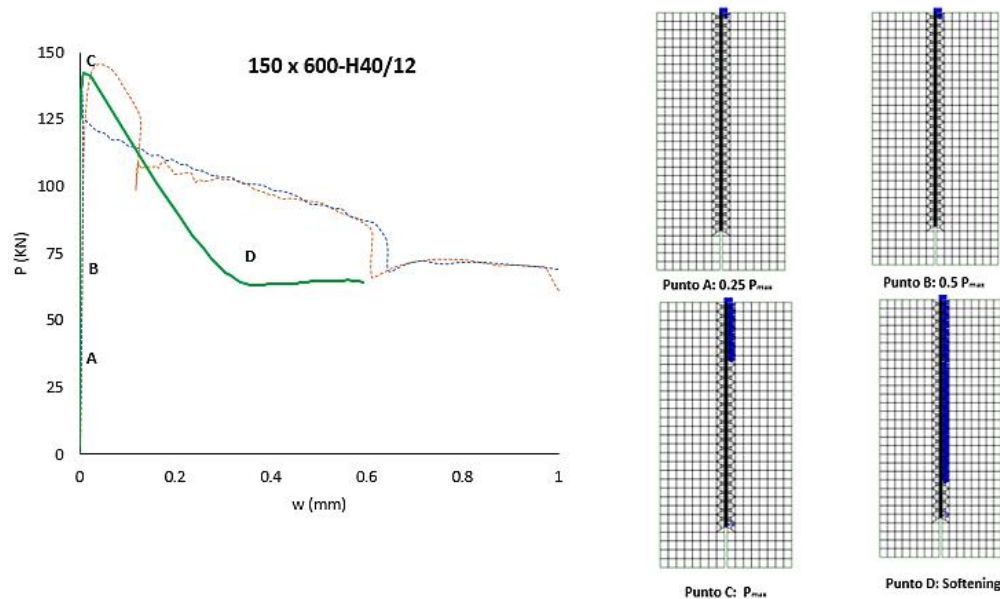 150 x 600-H40/12
P (KN)
150
125
100
75
50
25
0
C
B
A
D
0
0.2
0.4
0.6
0.8
1
w (mm)
Punto A: 0.25 Pmax
Punto B: 0.5 Pmax
Punto C: Pmax
Punto D: Softening